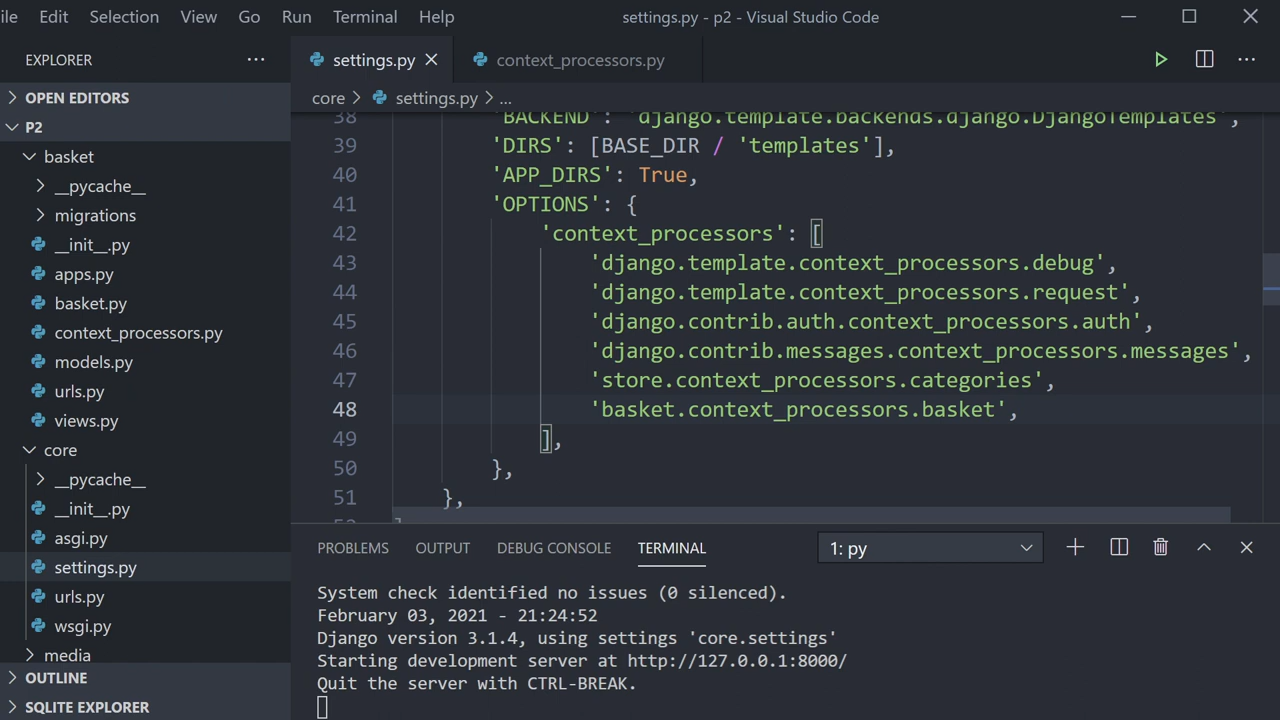 ile Edit Selection View Go Run Terminal Help settings.py - p2 - Visual Studio Code
EXPLORER ...
OPEN EDITORS
P2
basket
__pycache__
migrations
__init__.py
apps.py
basket.py
context_processors.py
models.py
urls.py
views.py
core
__pycache__
__init__.py
asgi.py
settings.py
urls.py
wsgi.py
media
OUTLINE
SQLITE EXPLORER
settings.py context_processors.py
core > settings.py > ...
38 'BACKEND': 'django.template.backends.django.DjangoTemplates',
39 'DIRS': [BASE_DIR / 'templates'],
40 'APP_DIRS': True,
41 'OPTIONS': {
42 'context_processors': [
43 'django.template.context_processors.debug',
44 'django.template.context_processors.request',
45 'django.contrib.auth.context_processors.auth',
46 'django.contrib.messages.context_processors.messages',
47 'store.context_processors.categories',
48 'basket.context_processors.basket',
49 ],
50 },
51 },
PROBLEMS OUTPUT DEBUG CONSOLE TERMINAL 1: py
System check identified no issues (0 silenced).
February 03, 2021 - 21:24:52
Django version 3.1.4, using settings 'core.settings'
Starting development server at http://127.0.0.1:8000/
Quit the server with CTRL-BREAK.